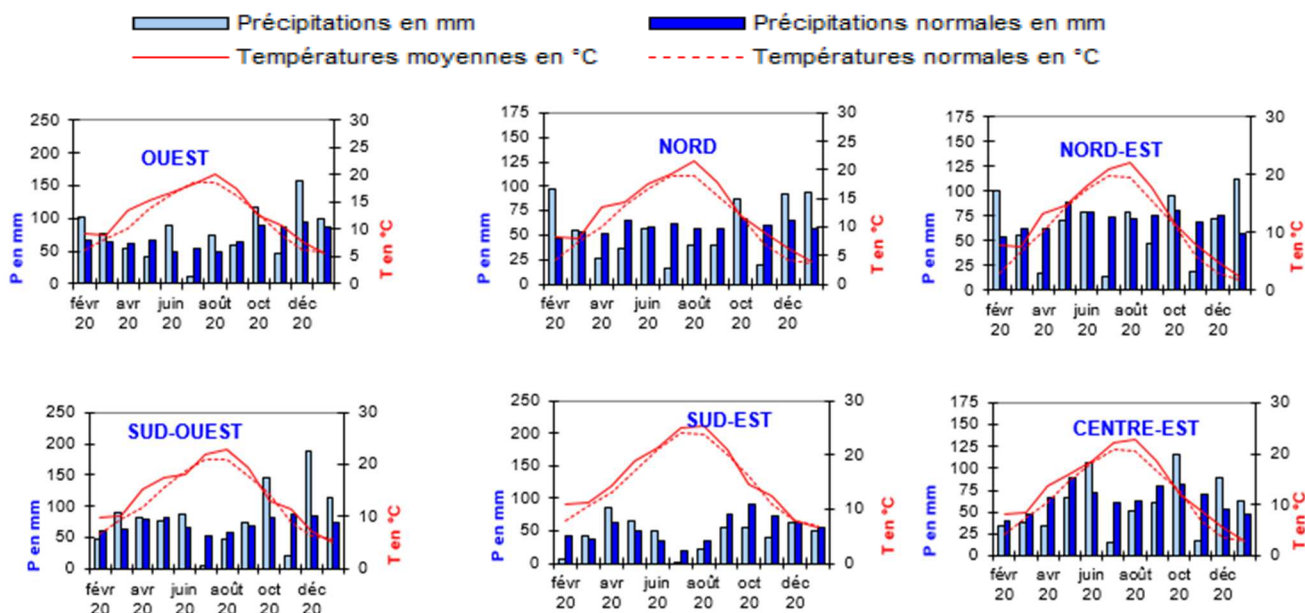 Précipitations en mm Précipitations normales en mm
Températures moyennes en °C Températures normales en °C
OUEST
P en mm
250
200
150
100
50
0
30
25
20
15
10
5
0
T en °C
févr avr juin août oct déc
20 20 20 20 20 20
NORD
175
150
125
100
75
50
25
0
30
25
20
15
10
5
0
févr avr juin août oct déc
20 20 20 20 20 20
NORD-EST
P en mm
175
150
125
100
75
50
25
0
30
20
10
0
T en °C
févr avr juin août oct déc
20 20 20 20 20 20
SUD-OUEST
P en mm
250
200
150
100
50
0
30
20
10
0
T en °C
févr avr juin août oct déc
20 20 20 20 20 20
SUD-EST
P en mm
250
200
150
100
50
0
30
20
10
0
T en °C
févr avr juin août oct déc
20 20 20 20 20 20
CENTRE-EST
P en mm
175
150
125
100
75
50
25
0
30
20
10
0
T en °C
févr avr juin août oct déc
20 20 20 20 20 20